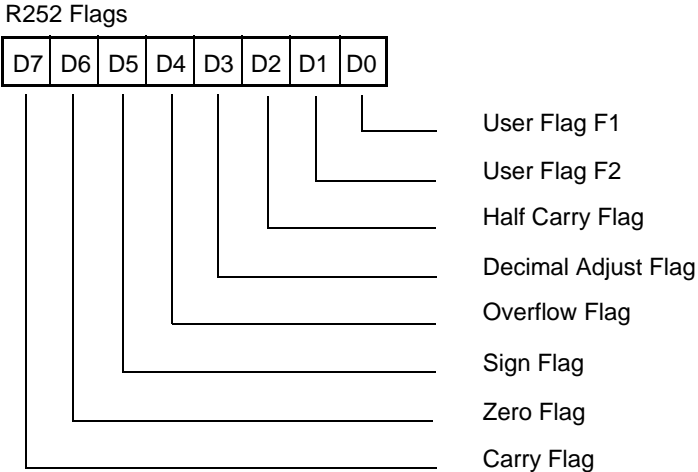 R252 Flags
D7 D6 D5 D4 D3 D2 D1 D0
User Flag F1
User Flag F2
Half Carry Flag
Decimal Adjust Flag
Overflow Flag
Sign Flag
Zero Flag
Carry Flag